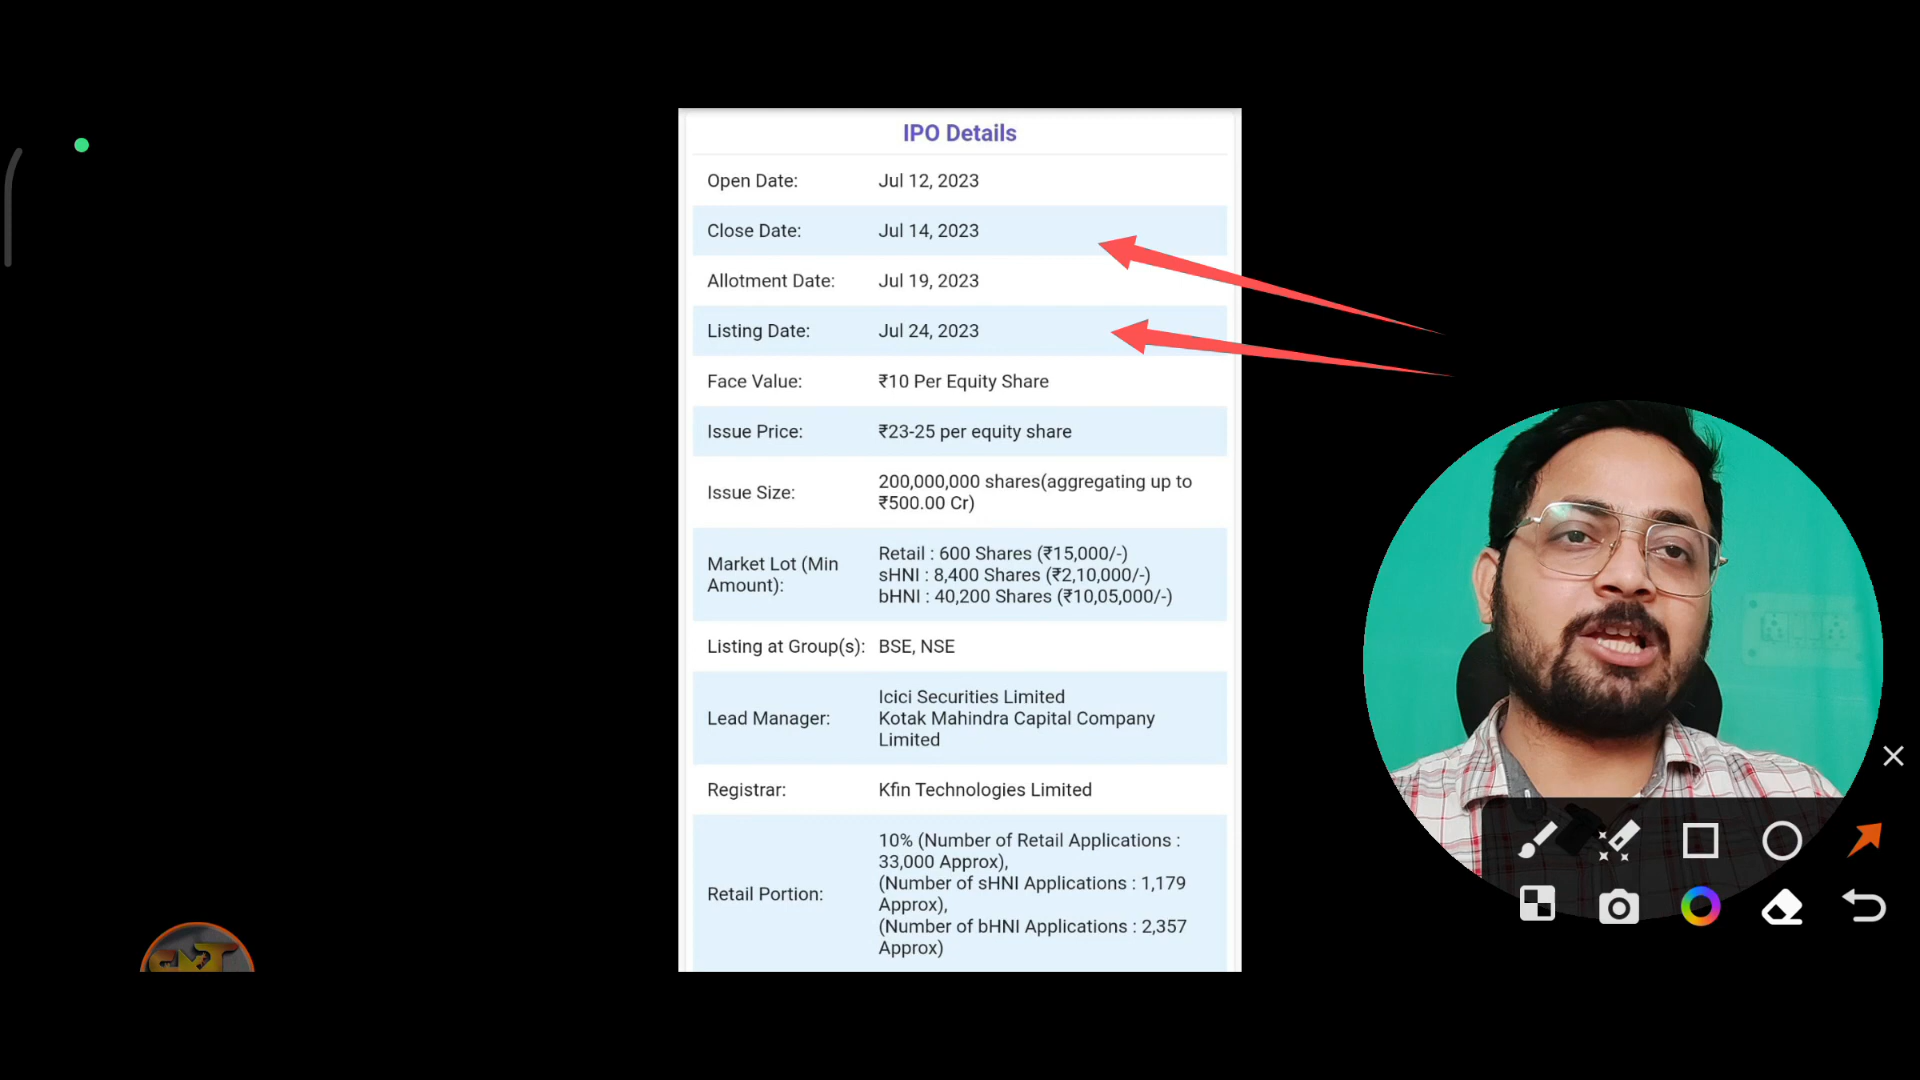 IPO Details
Open Date: Jul 12, 2023
Close Date: Jul 14, 2023
Allotment Date: Jul 19, 2023
Listing Date: Jul 24, 2023
Face Value: ₹10 Per Equity Share
Issue Price: ₹23-25 per equity share
Issue Size: 200,000,000 shares(aggregating up to
₹500.00 Cr)
Market Lot (Min
Amount):
Retail : 600 Shares (₹15,000/-)
sHNI : 8,400 Shares (₹2,10,000/-)
bHNI : 40,200 Shares (₹10,05,000/-)
Listing at Group(s): BSE, NSE
Lead Manager:
Icici Securities Limited
Kotak Mahindra Capital Company
Limited
Registrar: Kfin Technologies Limited
Retail Portion:
10% (Number of Retail Applications :
33,000 Approx),
(Number of sHNI Applications : 1,179
Approx),
(Number of bHNI Applications : 2,357
Approx)